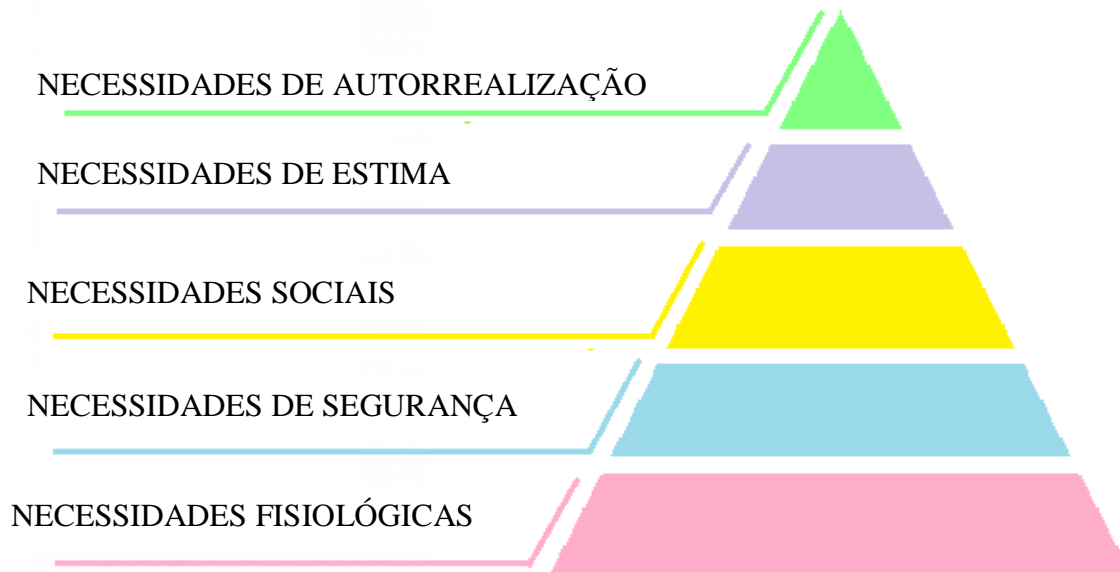 NECESSIDADES DE AUTORREALIZAÇÃO
NECESSIDADES DE ESTIMA
NECESSIDADES SOCIAIS
NECESSIDADES DE SEGURANÇA
NECESSIDADES FISIOLÓGICAS